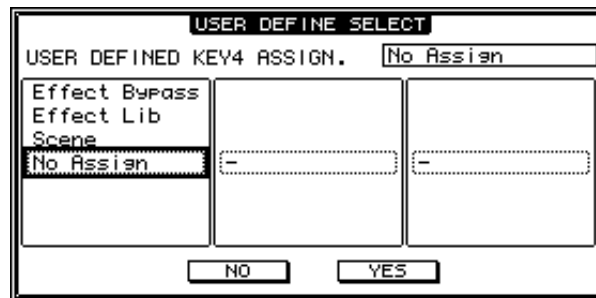 USER DEFINE SELECT
USER DEFINED KEY4 ASSIGN. No Assign
Effect Bypass
Effect Lib
Scene
No Assign - -
NO YES